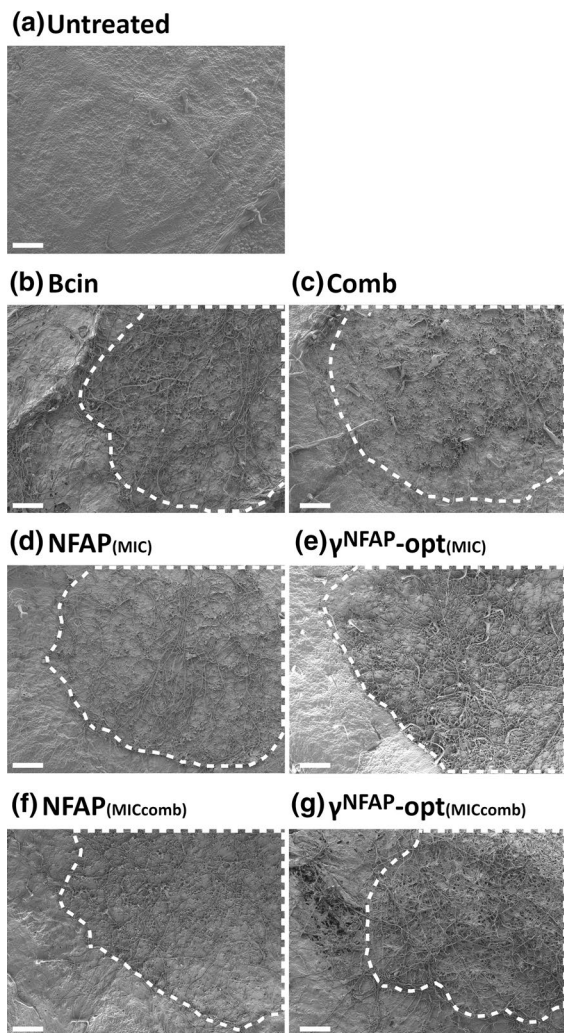 (a) Untreated
(b) Bcin
(c) Comb
(d) NFAP(MIC)
(e) γNFAP-opt(MIC)
(f) NFAP(MICcomb)
(g) γNFAP-opt(MICcomb)